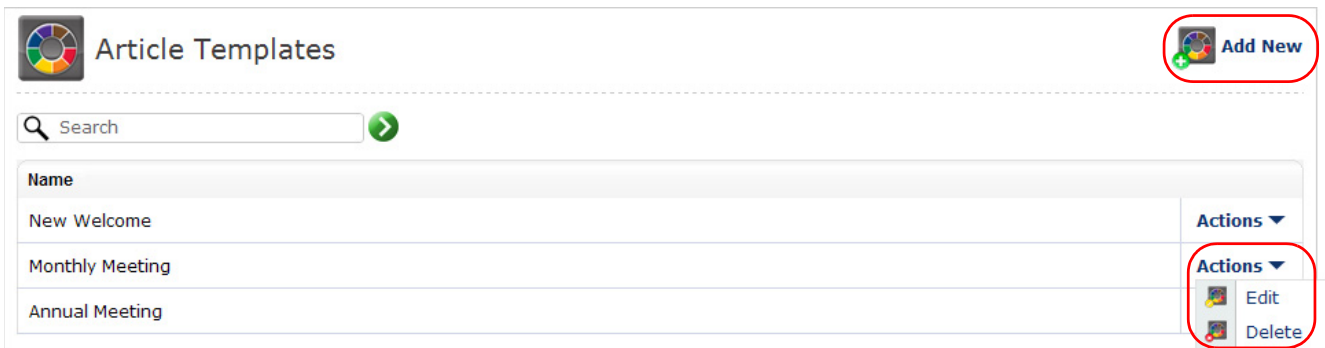 Article Templates
Add New
Search
Name
New Welcome
Actions
Monthly Meeting
Actions
Edit
Annual Meeting
Delete